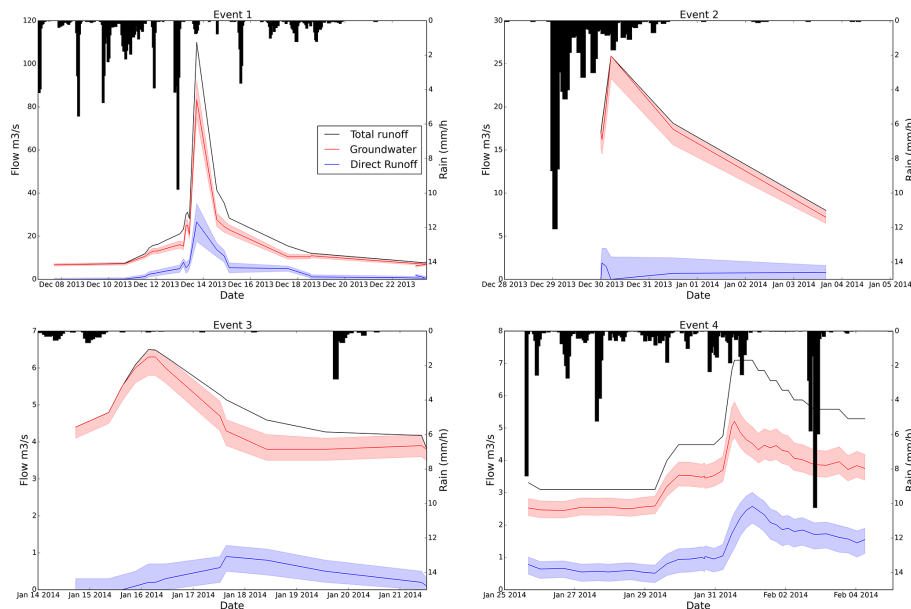 Event 1
120
100
80
60
40
20
0
Flow m3/s
0
2
4
6
8
10
12
14
Rain (mm/h)
Total runoff
Groundwater
Direct Runoff
Dec 08 2013 Dec 10 2013 Dec 12 2013 Dec 14 2013 Dec 16 2013 Dec 18 2013 Dec 20 2013 Dec 22 2013
Date
Event 2
30
25
20
15
10
5
0
Flow m3/s
0
2
4
6
8
10
12
14
Rain (mm/h)
Dec 28 2013 Dec 29 2013 Dec 30 2013 Dec 31 2013 Jan 01 2014 Jan 02 2014 Jan 03 2014 Jan 04 2014 Jan 05 2014
Date
Event 3
7
6
5
4
3
2
1
0
Flow m3/s
0
2
4
6
8
10
12
14
Rain (mm/h)
Jan 14 2014 Jan 15 2014 Jan 16 2014 Jan 17 2014 Jan 18 2014 Jan 19 2014 Jan 20 2014 Jan 21 2014
Date
Event 4
8
7
6
5
4
3
2
1
0
Flow m3/s
0
2
4
6
8
10
12
14
Rain (mm/h)
Jan 25 2014 Jan 27 2014 Jan 29 2014 Jan 31 2014 Feb 02 2014 Feb 04 2014
Date